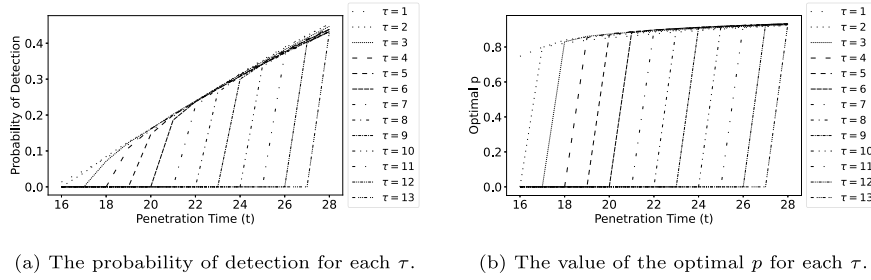 0.4
0.3
0.2
0.1
0.0
Probability of Detection
16 18 20 22 24 26 28
Penetration Time (t)
τ = 1
τ = 2
τ = 3
τ = 4
τ = 5
τ = 6
τ = 7
τ = 8
τ = 9
τ = 10
τ = 11
τ = 12
τ = 13
(a) The probability of detection for each τ.
0.8
0.6
0.4
0.2
0.0
Optimal p
16 18 20 22 24 26 28
Penetration Time (t)
τ = 1
τ = 2
τ = 3
τ = 4
τ = 5
τ = 6
τ = 7
τ = 8
τ = 9
τ = 10
τ = 11
τ = 12
τ = 13
(b) The value of the optimal p for each τ.